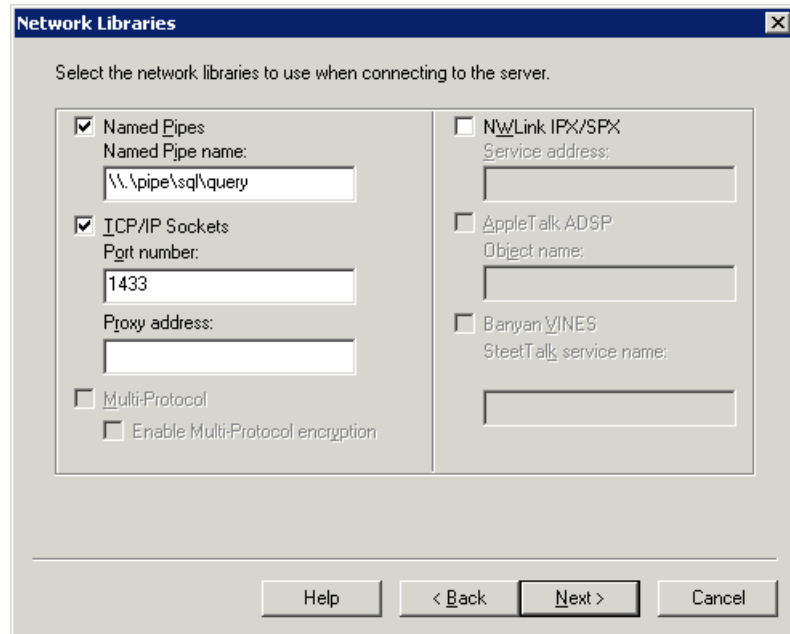 Network Libraries
Select the network libraries to use when connecting to the server.
Named Pipes
Named Pipe name:
\\.\pipe\sql\query
TCP/IP Sockets
Port number:
1433
Proxy address:
Multi-Protocol
Enable Multi-Protocol encryption
NWLink IPX/SPX
Service address:
AppleTalk ADSP
Object name:
Banyan VINES
SteetTalk service name:
Help
< Back
Next >
Cancel